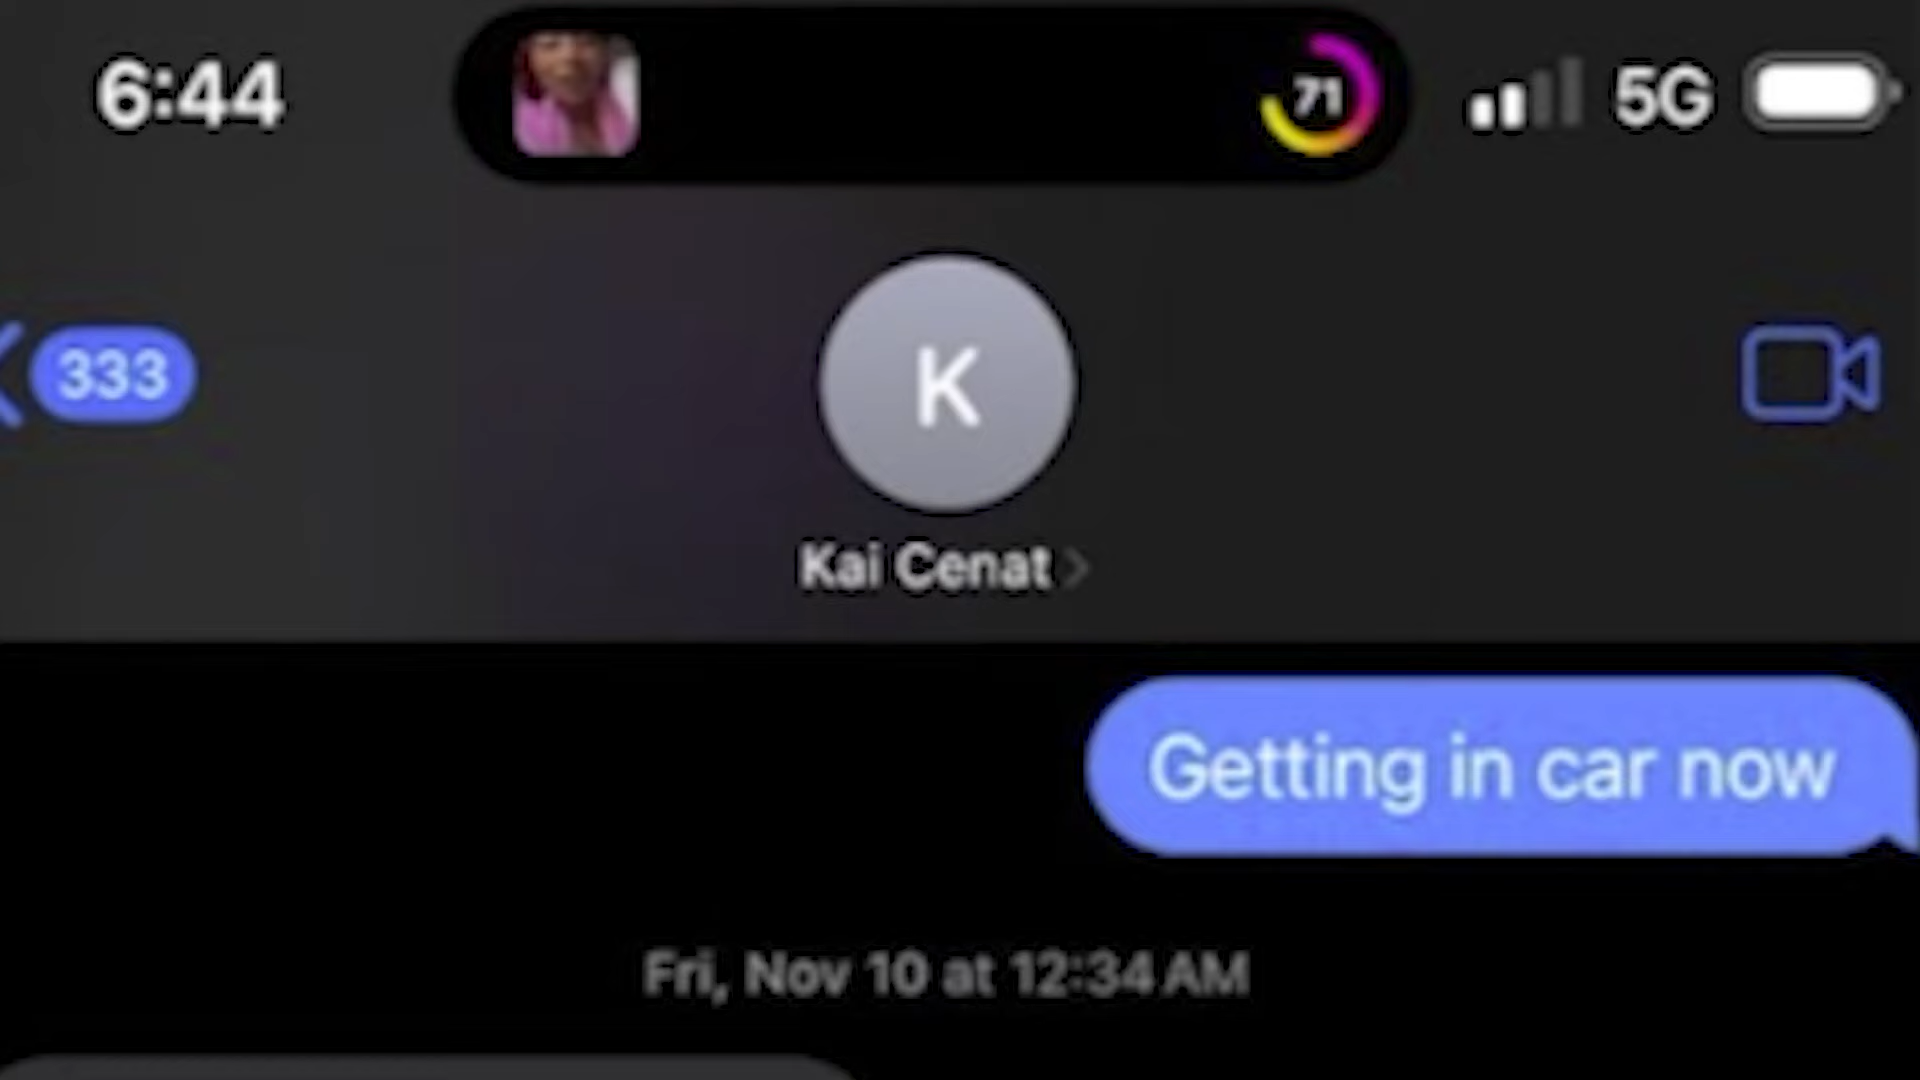 6:44
71
5G
333
K
Kai Cenat
Getting in car now
Fri, Nov 10 at 12:34 AM